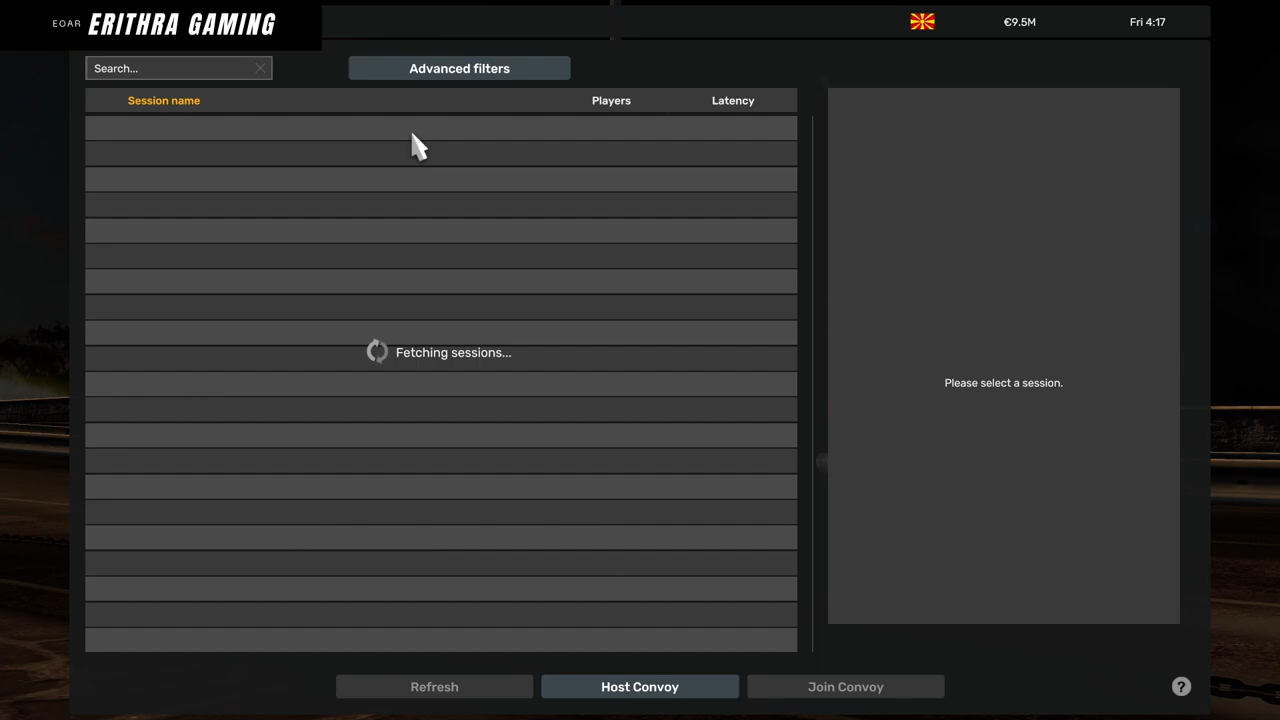 EOAR ERITHRA GAMING
€9.5M
Fri 4:17
Search...
Advanced filters
Session name
Players
Latency
Fetching sessions...
Please select a session.
Refresh
Host Convoy
Join Convoy
?